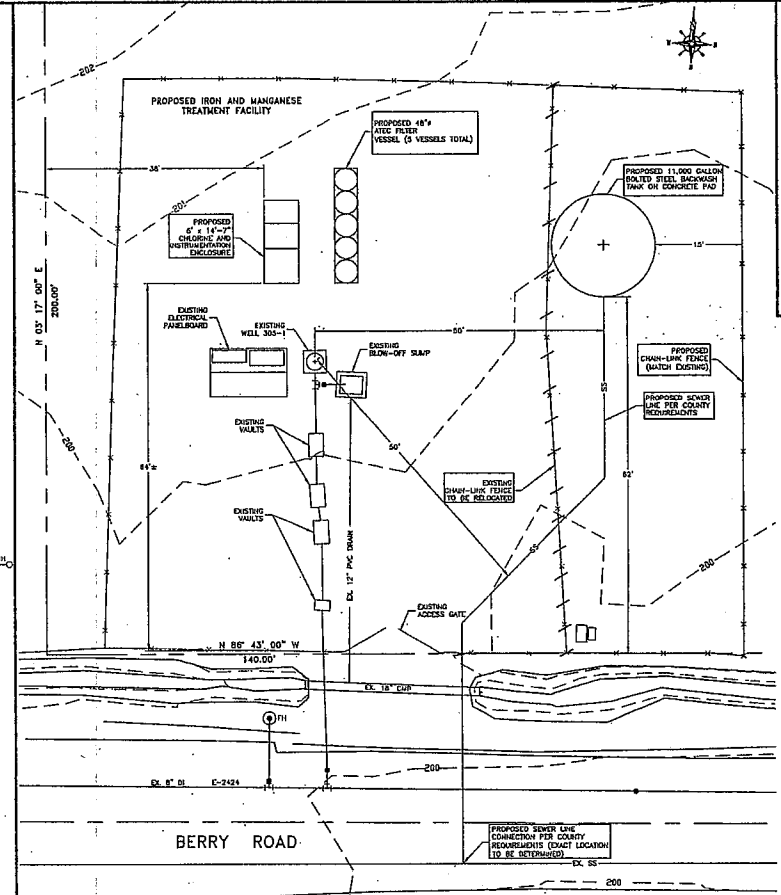 202
PROPOSED IRON AND MANGANESE
TREATMENT FACILITY
PROPOSED 48"ø
ATEC FILTER
VESSEL (5 VESSELS TOTAL)
38'
201
PROPOSED 11,000 GALLON
BOLTED STEEL BACKWASH
TANK ON CONCRETE PAD
PROPOSED
6' x 14'-7"
CHLORINE AND
INSTRUMENTATION
ENCLOSURE
15'
N 03° 17' 00" E
200.00'
EXISTING
ELECTRICAL
PANELBOARD
EXISTING
WELL 305-1
EXISTING
BLOW-OFF SUMP
PROPOSED
CHAIN-LINK FENCE
(MATCH EXISTING)
SS
PROPOSED SEWER
LINE PER COUNTY
REQUIREMENTS
EXISTING
VAULTS
50'
200
EXISTING
CHAIN-LINK FENCE
TO BE RELOCATED
EXISTING
VAULTS
EX. 12" PVC DRAIN
SS
200
EXISTING
ACCESS GATE
N 86° 43' 00" W
140.00'
EX. 18" CMP
FH
200
EX. 8" DI E-2424
BERRY ROAD
PROPOSED SEWER LINE
CONNECTION PER COUNTY
REQUIREMENTS (EXACT LOCATION
TO BE DETERMINED)
EX. SS
200